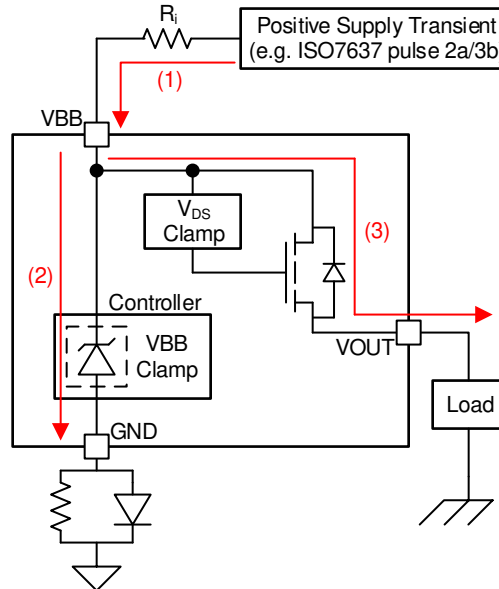 Ri
Positive Supply Transient
(e.g. ISO7637 pulse 2a/3b)
(1)
VBB
VDS
Clamp
(3)
(2)
Controller
VBB
Clamp
VOUT
GND
Load